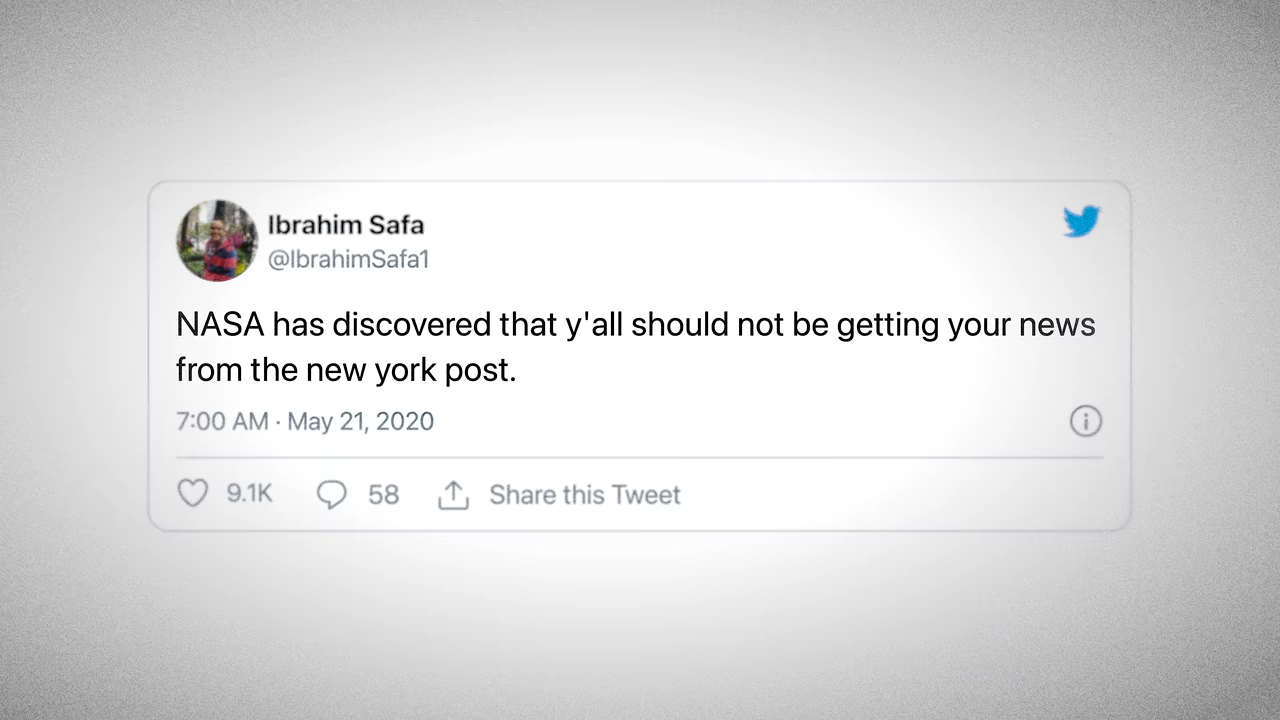 Ibrahim Safa
@IbrahimSafa1
NASA has discovered that y'all should not be getting your news
from the new york post.
7:00 AM · May 21, 2020
9.1K 58 Share this Tweet